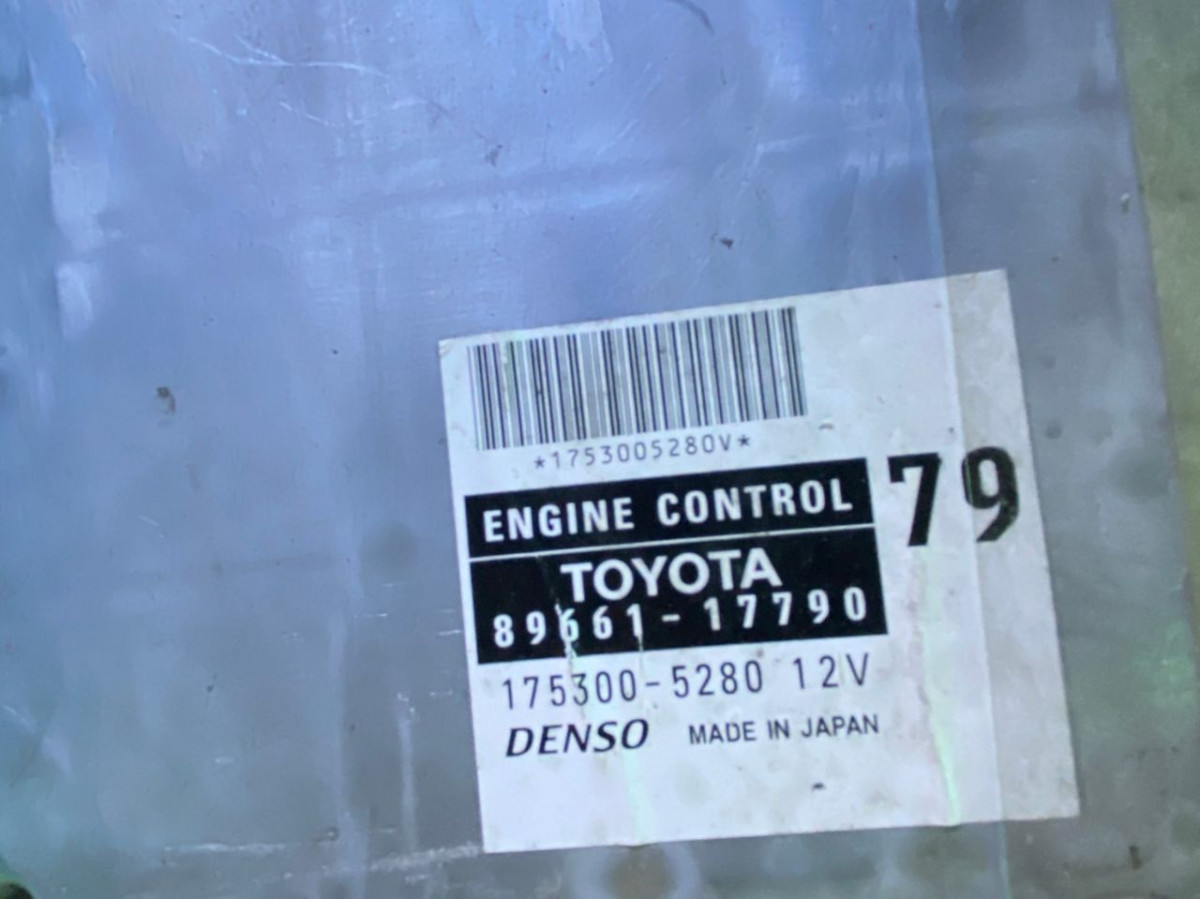 *1753005280V*
ENGINE CONTROL
79
TOYOTA
89661-17790
175300-5280 12V
DENSO MADE IN JAPAN